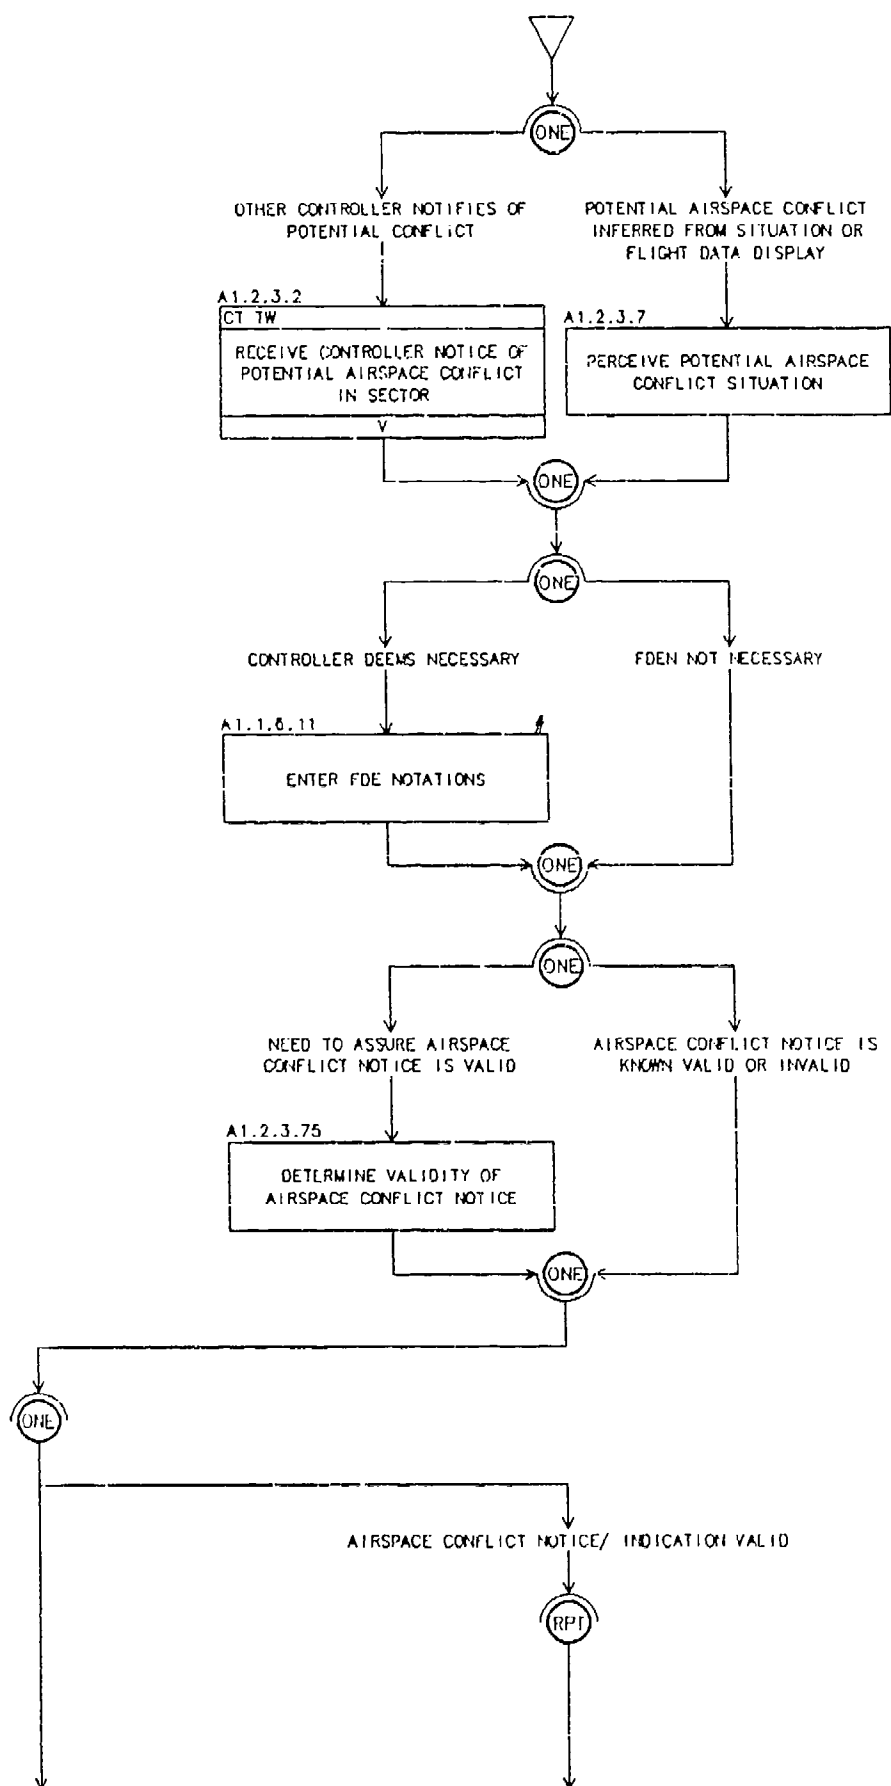 ONE
OTHER CONTROLLER NOTIFIES OF
POTENTIAL CONFLICT
POTENTIAL AIRSPACE CONFLICT
INFERRED FROM SITUATION OR
FLIGHT DATA DISPLAY
A1.2.3.2
CT TW
RECEIVE CONTROLLER NOTICE OF
POTENTIAL AIRSPACE CONFLICT
IN SECTOR
V
A1.2.3.7
PERCEIVE POTENTIAL AIRSPACE
CONFLICT SITUATION
ONE
ONE
CONTROLLER DEEMS NECESSARY
FDEN NOT NECESSARY
A1.1.6.11
ENTER FDE NOTATIONS
ONE
ONE
NEED TO ASSURE AIRSPACE
CONFLICT NOTICE IS VALID
AIRSPACE CONFLICT NOTICE IS
KNOWN VALID OR INVALID
A1.2.3.75
DETERMINE VALIDITY OF
AIRSPACE CONFLICT NOTICE
ONE
ONE
AIRSPACE CONFLICT NOTICE/ INDICATION VALID
RPT